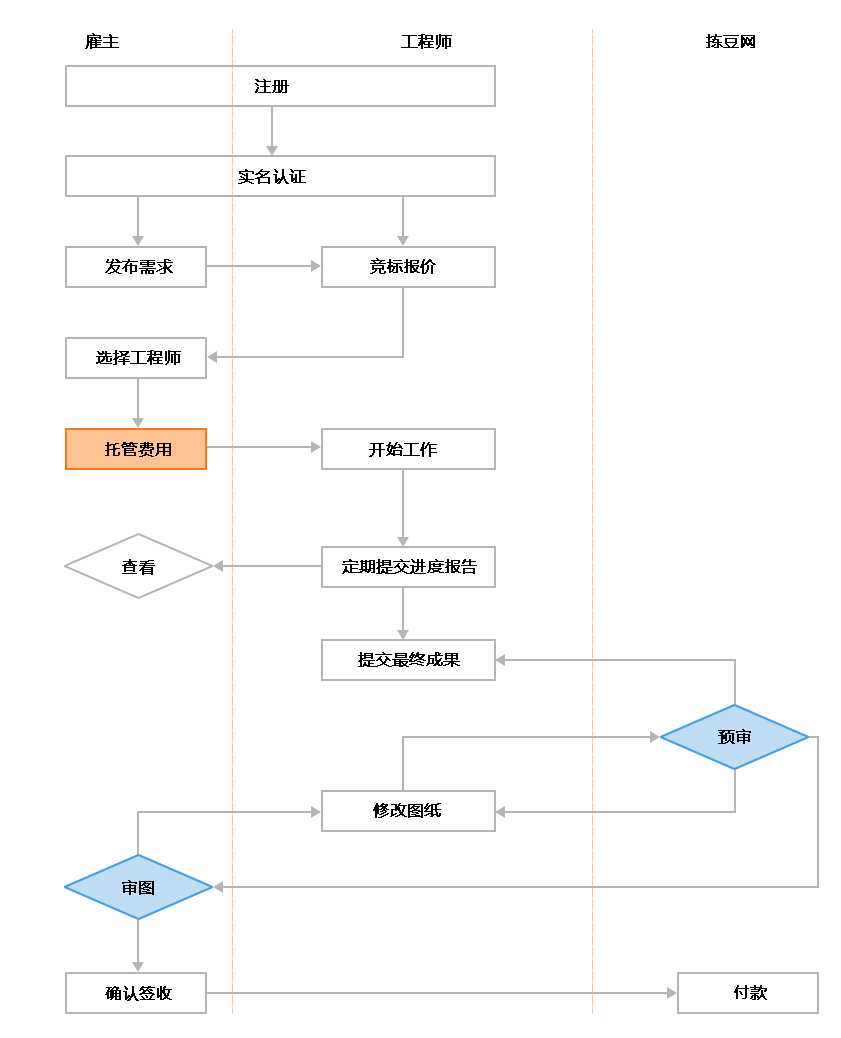 雇主
工程师
拣豆网
注册
实名认证
发布需求
竞标报价
选择工程师
托管费用
开始工作
查看
定期提交进度报告
提交最终成果
预审
修改图纸
审图
确认签收
付款